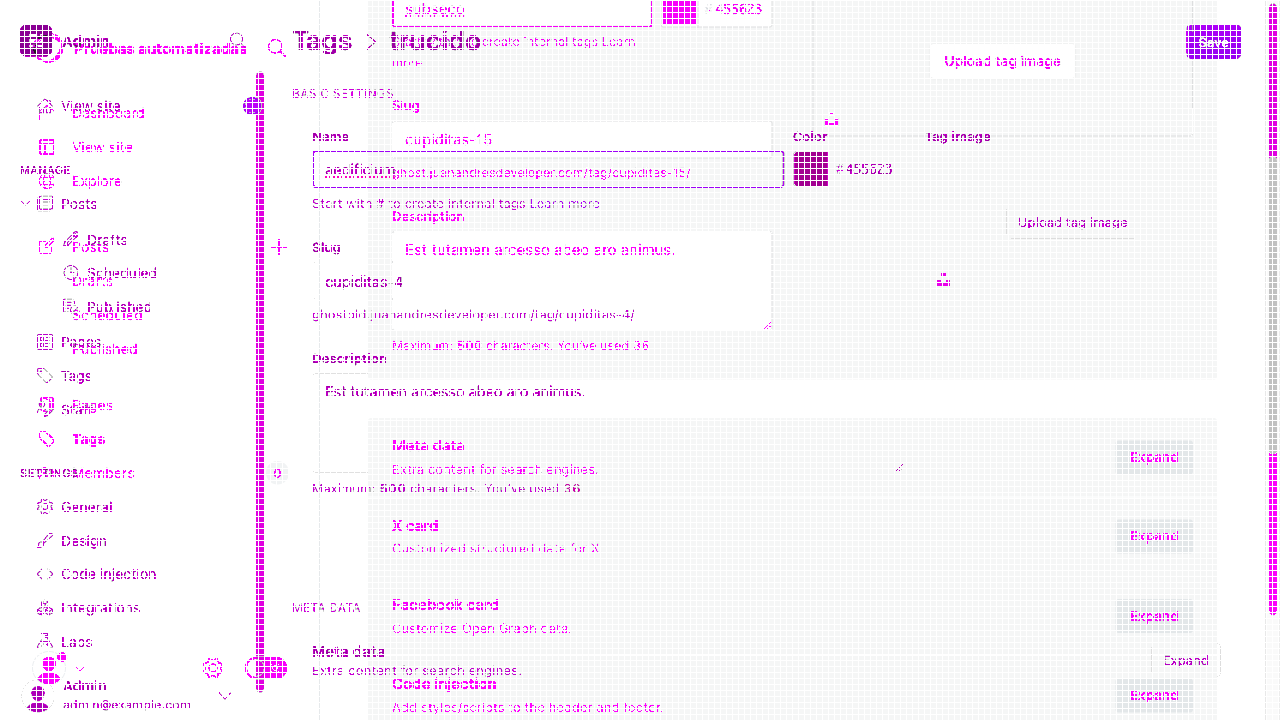 subseco
#455623
Admin
Pruebas automatizadas
Tags > trucido
create internal tags Learn
more
Save
Upload tag image
View site
Dashboard
BASIC SETTINGS
Slug
Name
cupiditas-15
Color
Tag image
View site
MANAGE
aedificium
ghost.juanandresdeveloper.com/tag/cupiditas-15/
#455623
Explore
Posts
Start with # to create internal tags Learn more
Description
Upload tag image
Drafts
Posts
Slug
Est tutamen arcesso abeo aro animus.
Scheduled
Drafts
cupiditas-4
Published
Scheduled
ghostold.juanandresdeveloper.com/tag/cupiditas-4/
Pages
Published
Maximum: 500 characters. You've used 36
Description
Tags
Est tutamen arcesso abeo aro animus.
Pages
Tags
Meta data
Extra content for search engines.
Expand
SETTINGS
Members
0
Maximum: 500 characters. You've used 36
General
X card
Customized structured data for X
Expand
Design
Code injection
Integrations
META DATA
Facebook card
Customize Open Graph data.
Expand
Labs
Meta data
Extra content for search engines.
Expand
Code injection
Add styles/scripts to the header and footer.
Expand
Admin
admin@example.com